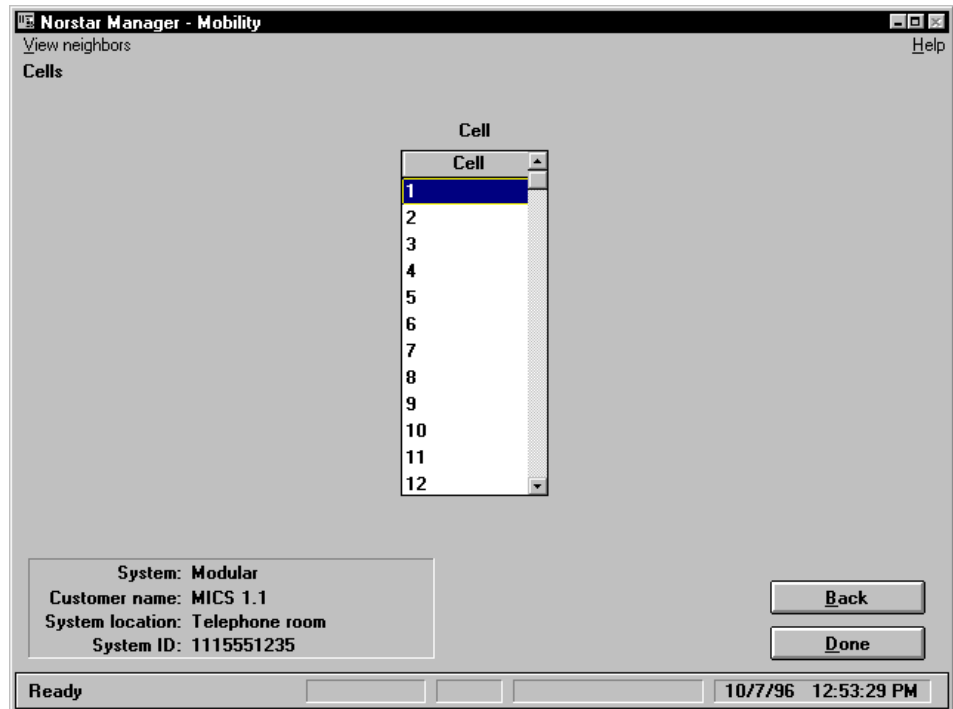 Norstar Manager - Mobility
View neighbors Help
Cells
Cell
Cell
1
2
3
4
5
6
7
8
9
10
11
12
System: Modular
Customer name: MICS 1.1
System location: Telephone room
System ID: 1115551235
Back
Done
Ready 10/7/96 12:53:29 PM